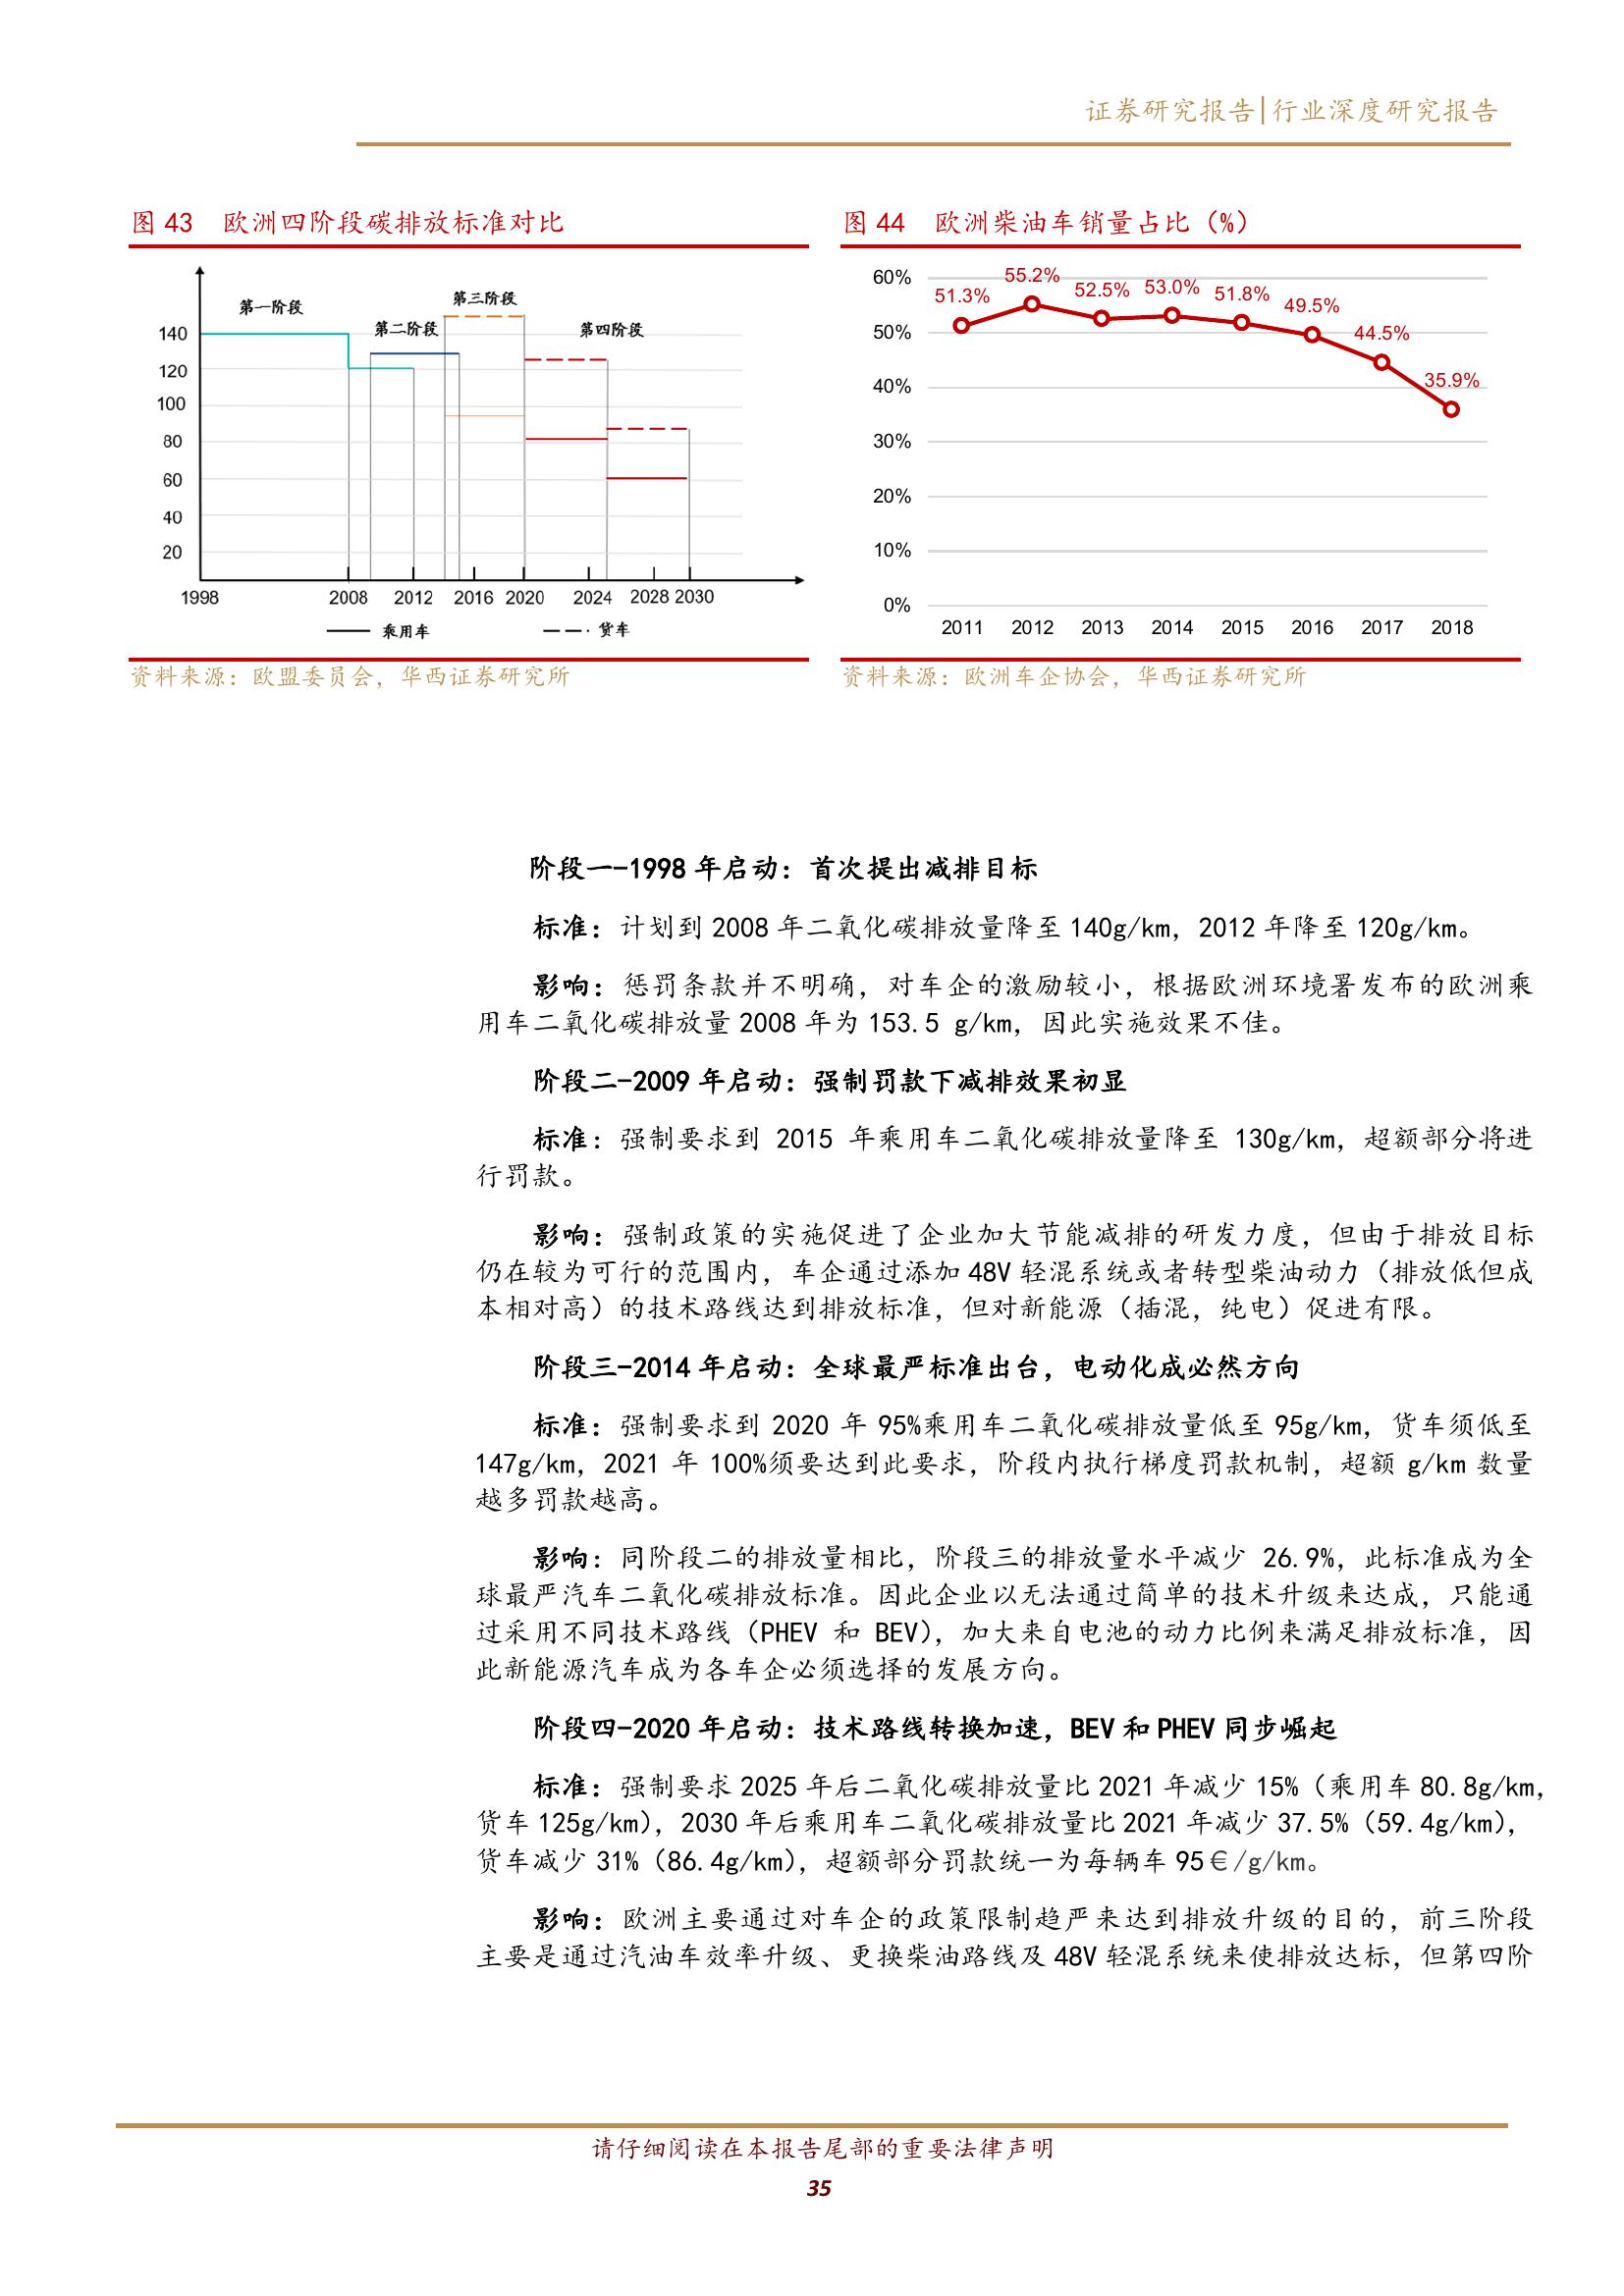 证券研究报告|行业深度研究报告
图 43 欧洲四阶段碳排放标准对比
第一阶段
第二阶段
第三阶段
第四阶段
140
120
100
80
60
40
20
1998 2008 2012 2016 2020 2024 2028 2030
乘用车 货车
资料来源：欧盟委员会，华西证券研究所
图 44 欧洲柴油车销量占比（%）
60%
50%
40%
30%
20%
10%
0%
51.3% 55.2% 52.5% 53.0% 51.8% 49.5% 44.5% 35.9%
2011 2012 2013 2014 2015 2016 2017 2018
资料来源：欧洲车企协会，华西证券研究所
阶段一-1998 年启动：首次提出减排目标
标准：计划到 2008 年二氧化碳排放量降至 140g/km，2012 年降至 120g/km。
影响：惩罚条款并不明确，对车企的激励较小，根据欧洲环境署发布的欧洲乘
用车二氧化碳排放量 2008 年为 153.5 g/km，因此实施效果不佳。
阶段二-2009 年启动：强制罚款下减排效果初显
标准：强制要求到 2015 年乘用车二氧化碳排放量降至 130g/km，超额部分将进
行罚款。
影响：强制政策的实施促进了企业加大节能减排的研发力度，但由于排放目标
仍在较为可行的范围内，车企通过添加 48V 轻混系统或者转型柴油动力（排放低但成
本相对高）的技术路线达到排放标准，但对新能源（插混，纯电）促进有限。
阶段三-2014 年启动：全球最严标准出台，电动化成必然方向
标准：强制要求到 2020 年 95%乘用车二氧化碳排放量低至 95g/km，货车须低至
147g/km，2021 年 100%须要达到此要求，阶段内执行梯度罚款机制，超额 g/km 数量
越多罚款越高。
影响：同阶段二的排放量相比，阶段三的排放量水平减少 26.9%，此标准成为全
球最严汽车二氧化碳排放标准。因此企业以无法通过简单的技术升级来达成，只能通
过采用不同技术路线（PHEV 和 BEV），加大来自电池的动力比例来满足排放标准，因
此新能源汽车成为各车企必须选择的发展方向。
阶段四-2020 年启动：技术路线转换加速，BEV 和 PHEV 同步崛起
标准：强制要求 2025 年后二氧化碳排放量比 2021 年减少 15%（乘用车 80.8g/km，
货车 125g/km），2030 年后乘用车二氧化碳排放量比 2021 年减少 37.5%（59.4g/km），
货车减少 31%（86.4g/km），超额部分罚款统一为每辆车 95€/g/km。
影响：欧洲主要通过对车企的政策限制趋严来达到排放升级的目的，前三阶段
主要是通过汽油车效率升级、更换柴油路线及 48V 轻混系统来使排放达标，但第四阶
请仔细阅读在本报告尾部的重要法律声明
35